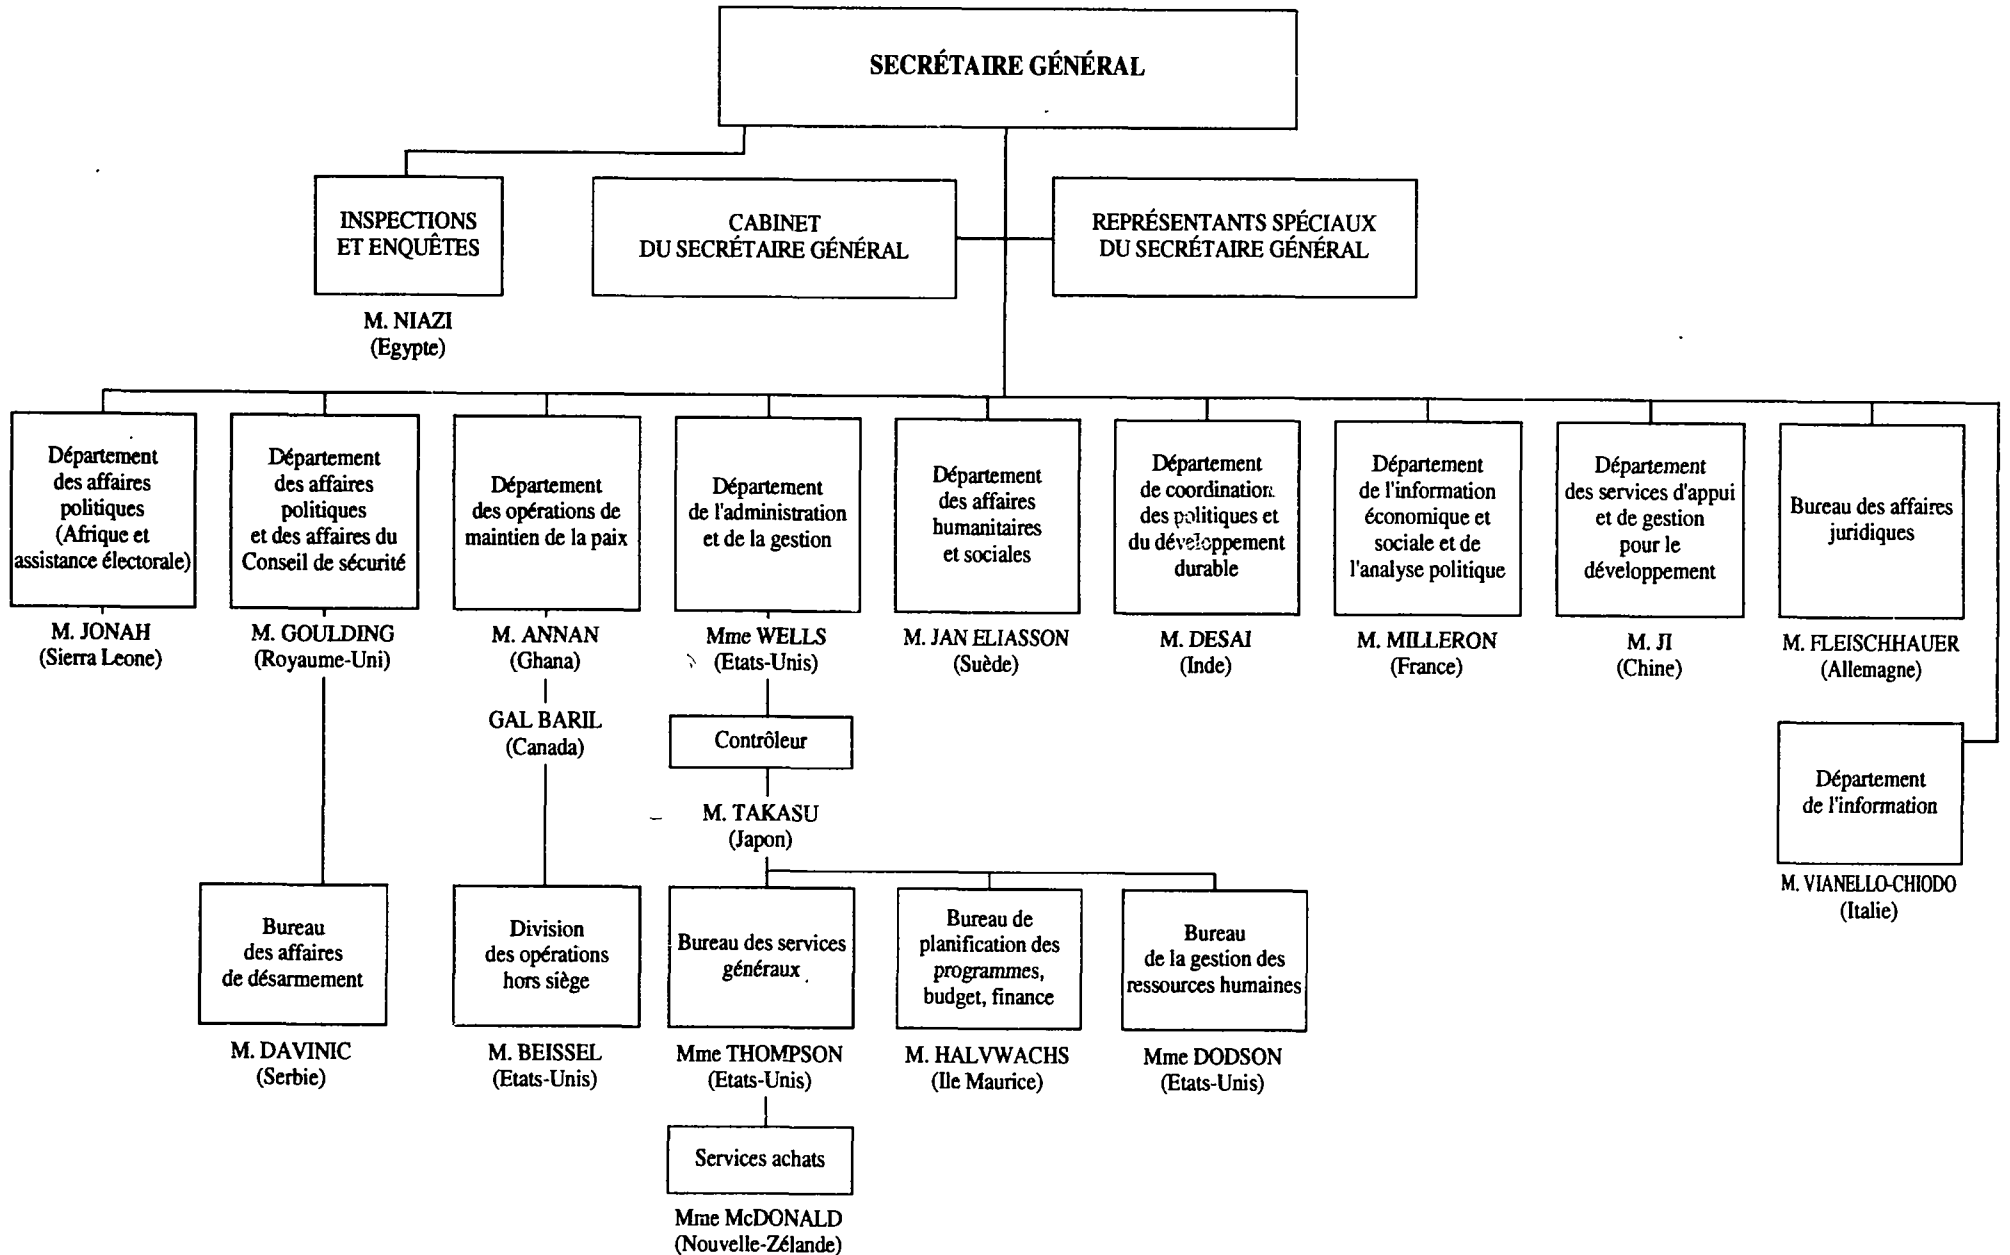 SECRÉTAIRE GÉNÉRAL
INSPECTIONS
ET ENQUÊTES
M. NIAZI
(Egypte)
CABINET
DU SECRÉTAIRE GÉNÉRAL
REPRÉSENTANTS SPÉCIAUX
DU SECRÉTAIRE GÉNÉRAL
Département
des affaires
politiques
(Afrique et
assistance électorale)
M. JONAH
(Sierra Leone)
Département
des affaires
politiques
et des affaires du
Conseil de sécurité
M. GOULDING
(Royaume-Uni)
Département
des opérations de
maintien de la paix
M. ANNAN
(Ghana)
GAL BARIL
(Canada)
Département
de l'administration
et de la gestion
Mme WELLS
(Etats-Unis)
Contrôleur
M. TAKASU
(Japon)
Département
des affaires
humanitaires
et sociales
M. JAN ELIASSON
(Suède)
Département
de coordination
des politiques et
du développement
durable
M. DESAI
(Inde)
Département
de l'information
économique et
sociale et de
l'analyse politique
M. MILLERON
(France)
Département
des services d'appui
et de gestion
pour le
développement
M. JI
(Chine)
Bureau des affaires
juridiques
M. FLEISCHHAUER
(Allemagne)
Département
de l'information
M. VIANELLO-CHIODO
(Italie)
Bureau
des affaires
de désarmement
M. DAVINIC
(Serbie)
Division
des opérations
hors siège
M. BEISSEL
(Etats-Unis)
Bureau des services
généraux
Mme THOMPSON
(Etats-Unis)
Bureau de
planification des
programmes,
budget, finance
M. HALVWACHS
(Ile Maurice)
Bureau
de la gestion des
ressources humaines
Mme DODSON
(Etats-Unis)
Services achats
Mme McDONALD
(Nouvelle-Zélande)